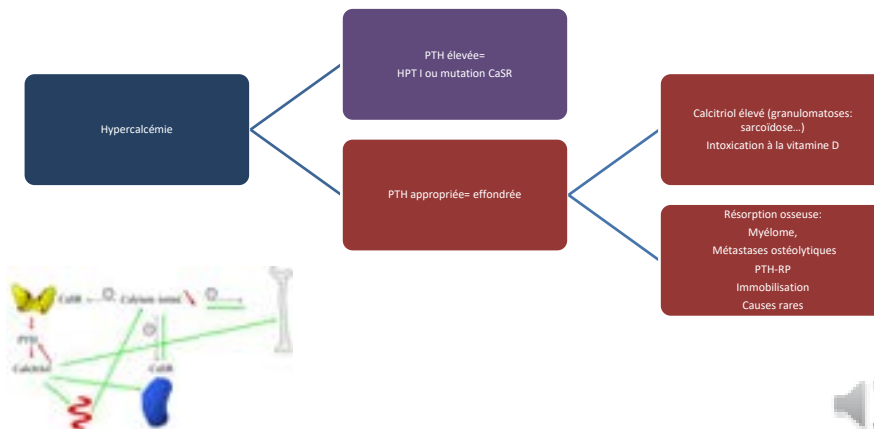 PTH élevée=
HPT I ou mutation CaSR
Hypercalcémie
Calcitriol élevé (granulomatoses:
sarcoïdose…)
Intoxication à la vitamine D
PTH appropriée= effondrée
Résorption osseuse:
Myélome,
Métastases ostéolytiques
PTH-RP
Immobilisation
Causes rares
CaSR
Calcium ionisé
PTH
Calcitriol
CaSR